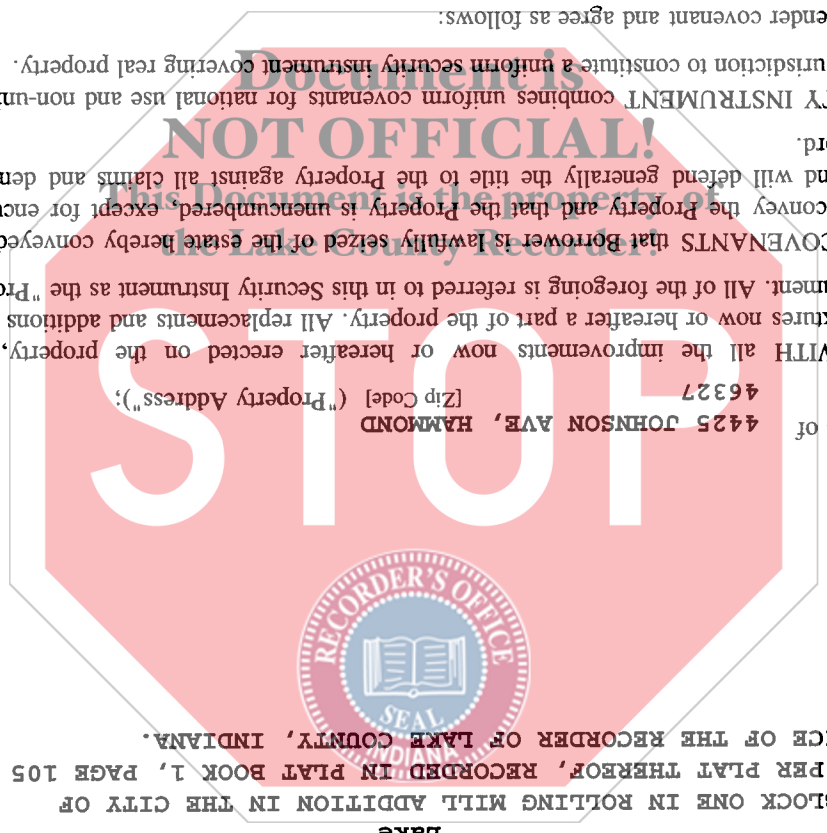 Lake
LOCK ONE IN ROLLING MILL ADDITION IN THE CITY OF
PER PLAT THEREOF, RECORDED IN PLAT BOOK 1, PAGE 105
ICE OF THE RECORDER OF LAKE COUNTY, INDIANA.
of 4425 JOHNSON AVE, HAMMOND
46327 [Zip Code] ("Property Address");
WITH all the improvements now or hereafter erected on the property,
xtures now or hereafter a part of the property. All replacements and additions
ument. All of the foregoing is referred to in this Security Instrument as the "Pro
COVENANTS that Borrower is lawfully seized of the estate hereby conveyed
convey the Property and that the Property is unencumbered, except for encu
nd will defend generally the title to the Property against all claims and dem
ord.
TY INSTRUMENT combines uniform covenants for national use and non-uni
urisdiction to constitute a uniform security instrument covering real property.
ender covenant and agree as follows:
Document is
NOT OFFICIAL!
This Document is the property of
the Lake County Recorder!
STOP
RECORDER'S OFFICE
SEAL
INDIANA